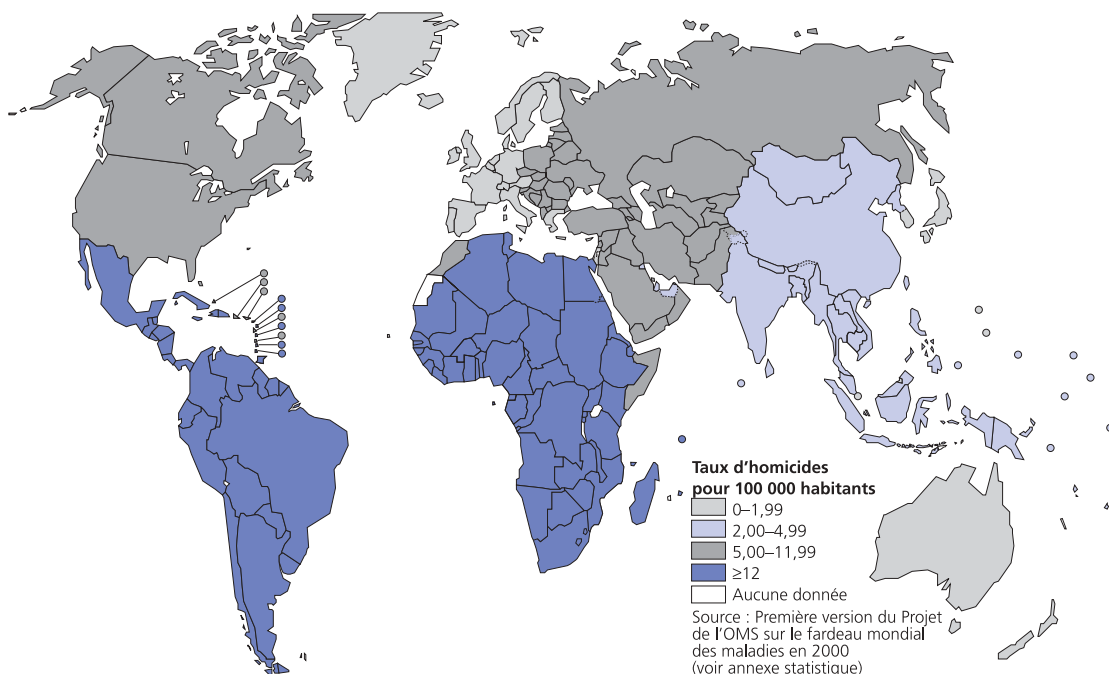 Taux d'homicides
pour 100 000 habitants
0–1,99
2,00–4,99
5,00–11,99
≥12
Aucune donnée
Source : Première version du Projet
de l'OMS sur le fardeau mondial
des maladies en 2000
(voir annexe statistique)